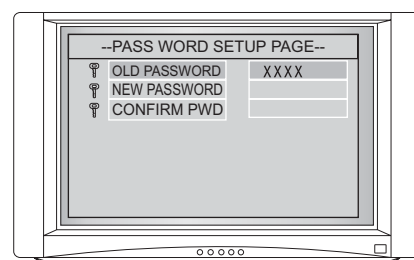 --PASS WORD SETUP PAGE--
OLD PASSWORD XXXX
NEW PASSWORD
CONFIRM PWD